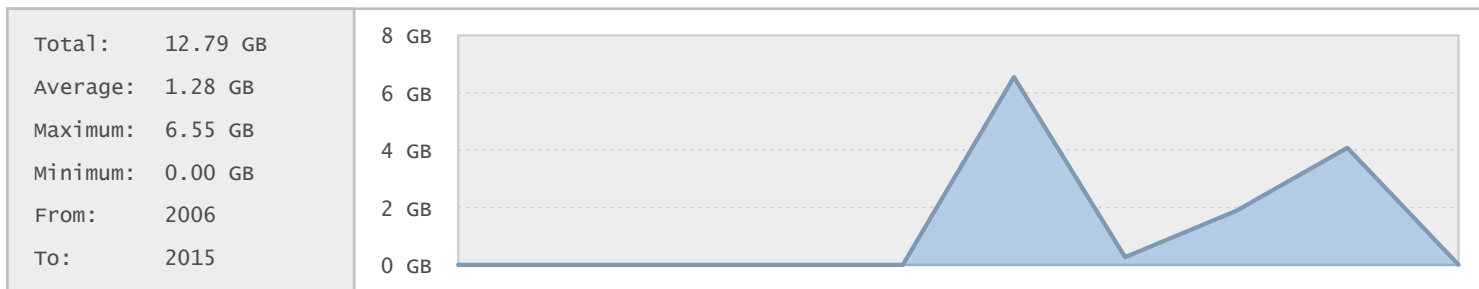 Total: 12.79 GB
Average: 1.28 GB
Maximum: 6.55 GB
Minimum: 0.00 GB
From: 2006
To: 2015
8 GB
6 GB
4 GB
2 GB
0 GB